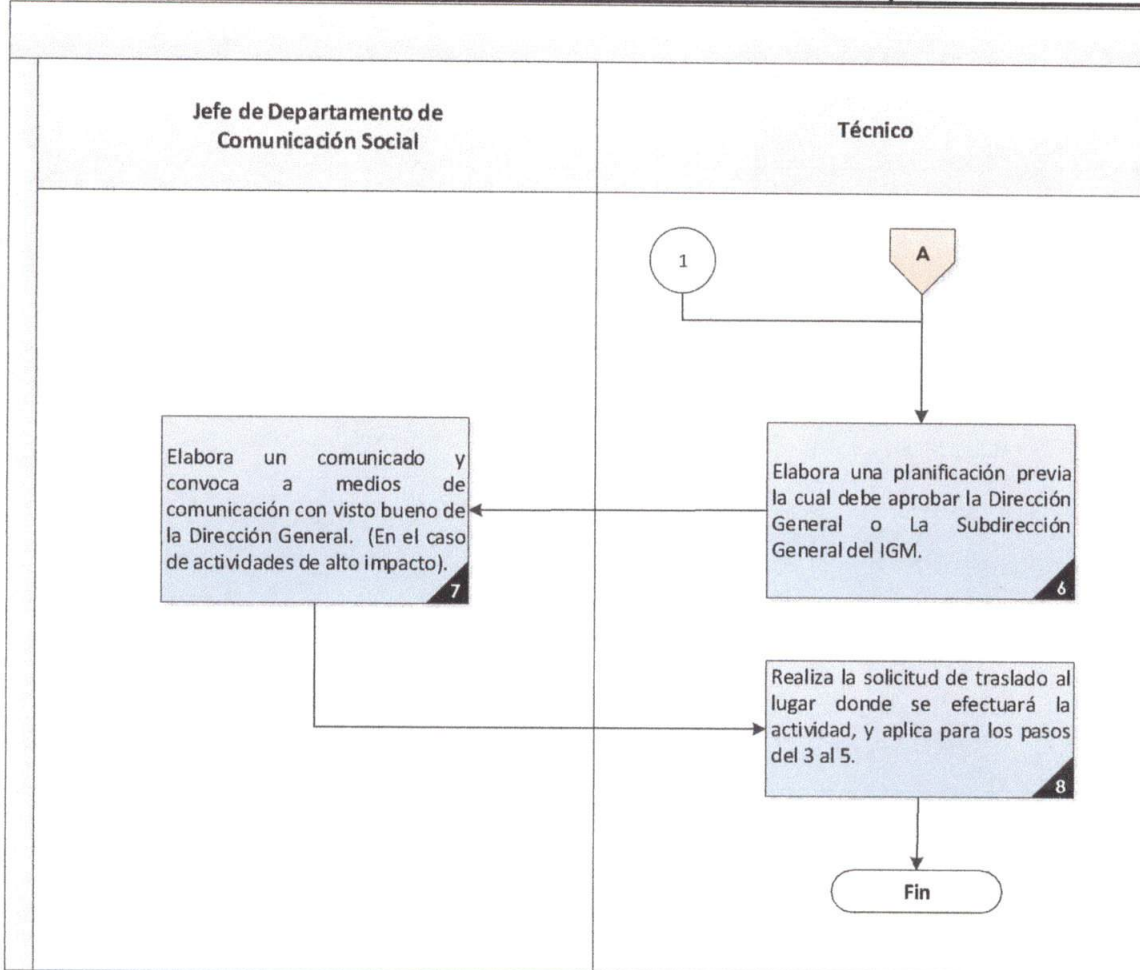 Jefe de Departamento de
Comunicación Social
Técnico
1
A
Elabora un comunicado y
convoca a medios de
comunicación con visto bueno de
la Dirección General. (En el caso
de actividades de alto impacto).
7
Elabora una planificación previa
la cual debe aprobar la Dirección
General o La Subdirección
General del IGM.
6
Realiza la solicitud de traslado al
lugar donde se efectuará la
actividad, y aplica para los pasos
del 3 al 5.
8
Fin